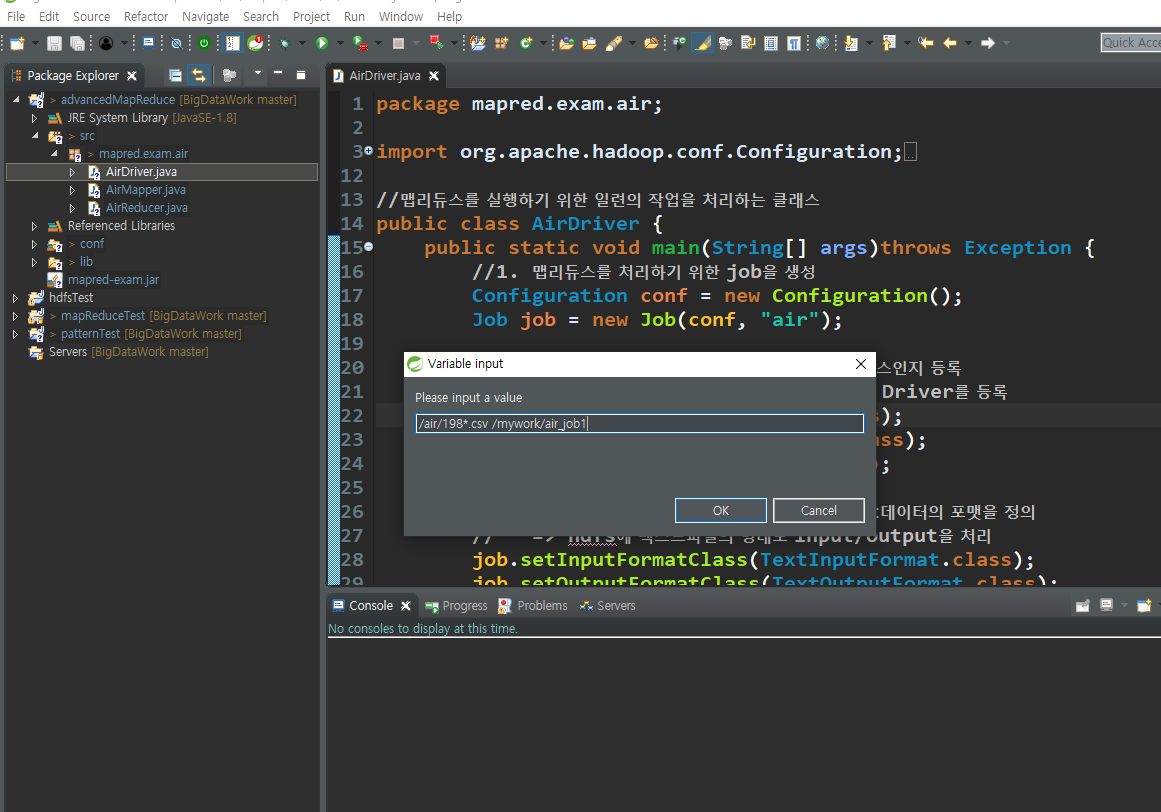 File Edit Source Refactor Navigate Search Project Run Window Help
Quick Acce
Package Explorer
> advancedMapReduce [BigDataWork master]
JRE System Library [JavaSE-1.8]
> src
> mapred.exam.air
AirDriver.java
AirMapper.java
AirReducer.java
Referenced Libraries
> conf
> lib
mapred-exam.jar
hdfsTest
> mapReduceTest [BigDataWork master]
> patternTest [BigDataWork master]
Servers [BigDataWork master]
AirDriver.java
1 package mapred.exam.air;
2
3 import org.apache.hadoop.conf.Configuration;
12
13 //맵리듀스를 실행하기 위한 일련의 작업을 처리하는 클래스
14 public class AirDriver {
15 public static void main(String[] args)throws Exception {
16 //1. 맵리듀스를 처리하기 위한 job을 생성
17 Configuration conf = new Configuration();
18 Job job = new Job(conf, "air");
19
20 스인지 등록
21 Driver를 등록
22 );
23 ass);
24 );
25
26 데이터의 포맷을 정의
27 // => hdfs에 텍스트파일의 형태로 input/output을 처리
28 job.setInputFormatClass(TextInputFormat.class);
29 job.setOutputFormatClass(TextOutputFormat.class);
Variable input
Please input a value
/air/198*.csv /mywork/air_job1
OK Cancel
Console Progress Problems Servers
No consoles to display at this time.